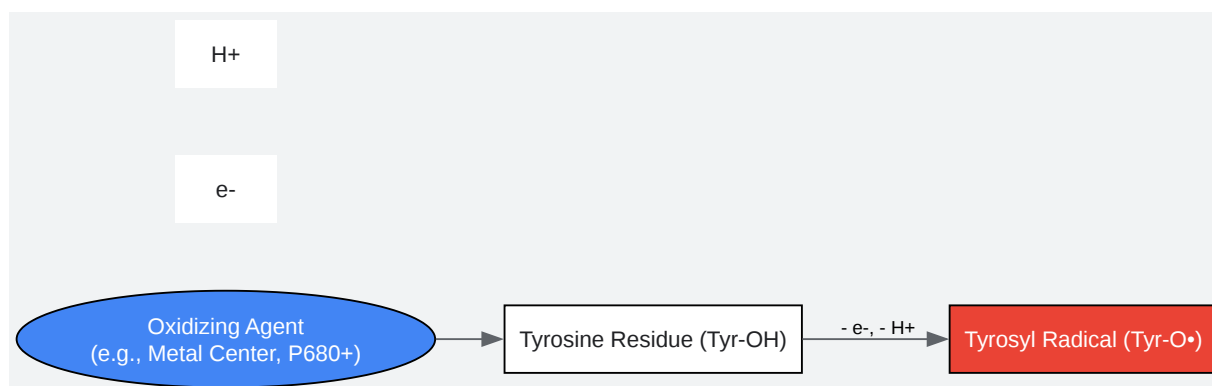 H+
e-
Oxidizing Agent
(e.g., Metal Center, P680+)
Tyrosine Residue (Tyr-OH)
- e-, - H+
Tyrosyl Radical (Tyr-O•)